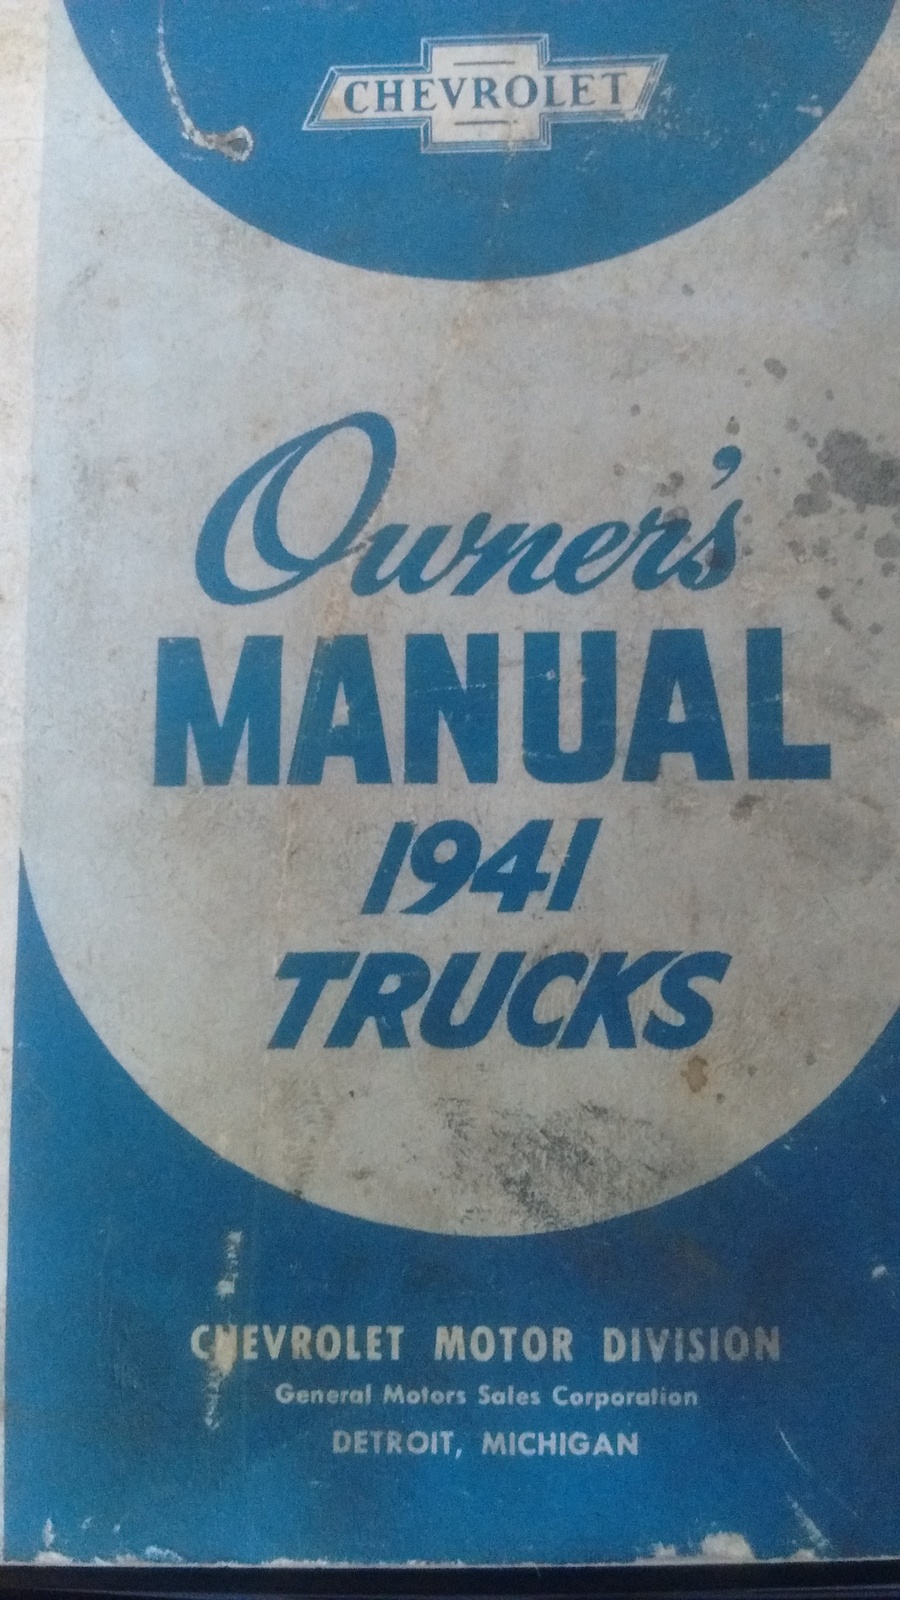 CHEVROLET
Owner's
MANUAL
1941
TRUCKS
CHEVROLET MOTOR DIVISION
General Motors Sales Corporation
DETROIT, MICHIGAN